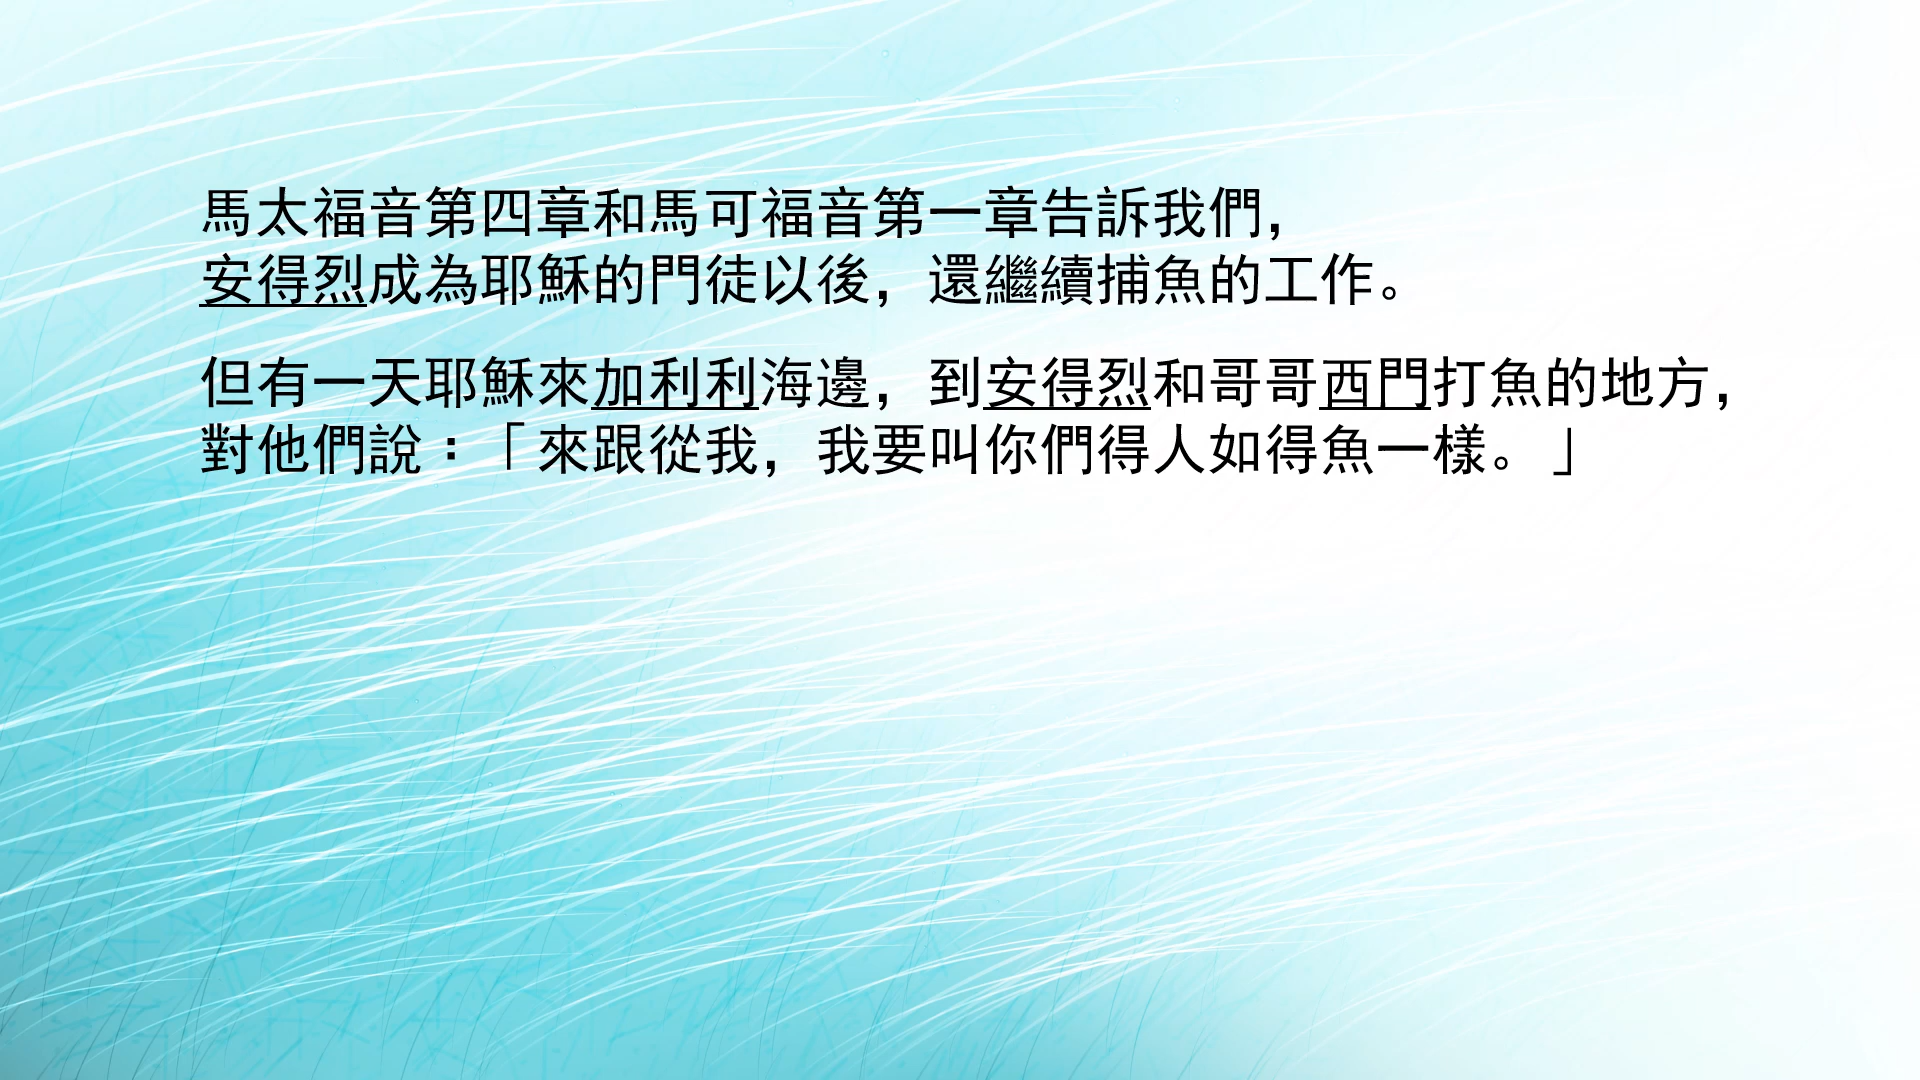 馬太福音第四章和馬可福音第一章告訴我們，
安得烈成為耶穌的門徒以後，還繼續捕魚的工作。
但有一天耶穌來加利利海邊，到安得烈和哥哥西門打魚的地方，
對他們說：「來跟從我，我要叫你們得人如得魚一樣。」